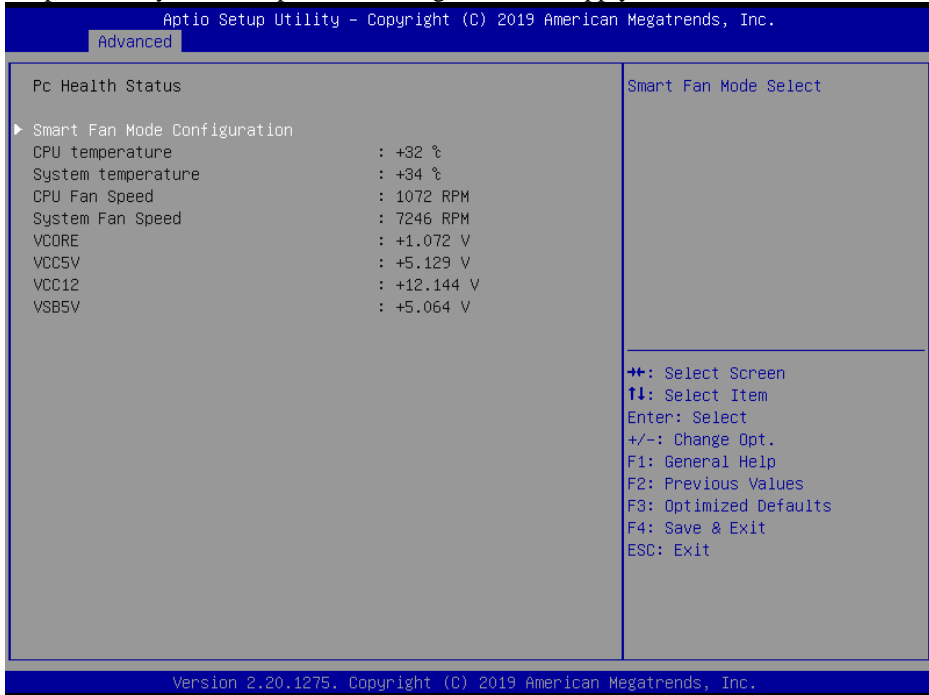 Aptio Setup Utility – Copyright (C) 2019 American Megatrends, Inc.
Advanced
Pc Health Status
Smart Fan Mode Configuration
CPU temperature : +32 ℃
System temperature : +34 ℃
CPU Fan Speed : 1072 RPM
System Fan Speed : 7246 RPM
VCORE : +1.072 V
VCC5V : +5.129 V
VCC12 : +12.144 V
VSB5V : +5.064 V
Smart Fan Mode Select
→←: Select Screen
↑↓: Select Item
Enter: Select
+/-: Change Opt.
F1: General Help
F2: Previous Values
F3: Optimized Defaults
F4: Save & Exit
ESC: Exit
Version 2.20.1275. Copyright (C) 2019 American Megatrends, Inc.